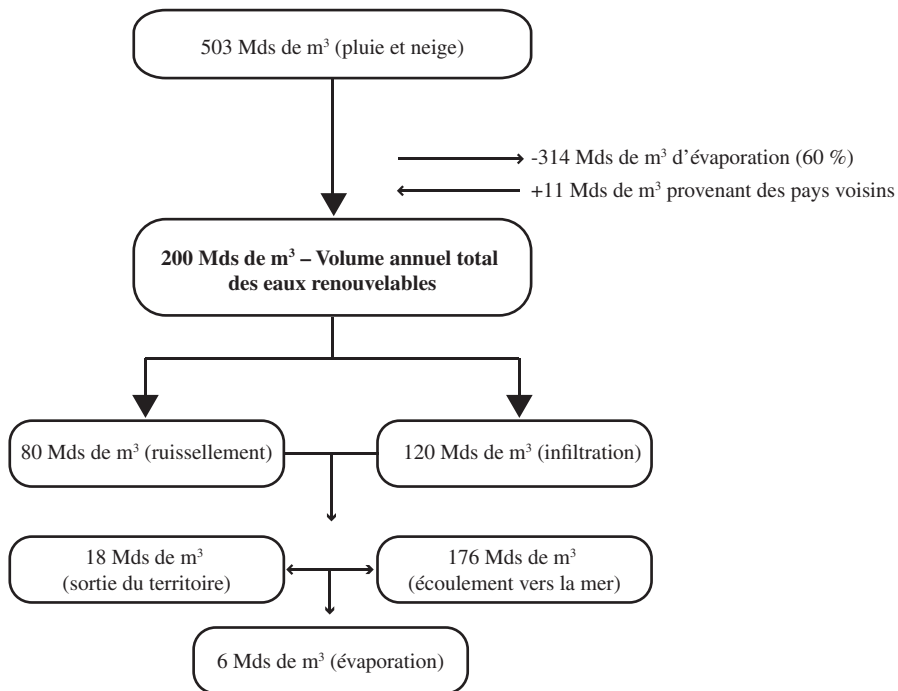 503 Mds de m³ (pluie et neige)
-314 Mds de m³ d’évaporation (60 %)
+11 Mds de m³ provenant des pays voisins
200 Mds de m³ – Volume annuel total
des eaux renouvelables
80 Mds de m³ (ruissellement)
120 Mds de m³ (infiltration)
18 Mds de m³
(sortie du territoire)
176 Mds de m³
(écoulement vers la mer)
6 Mds de m³ (évaporation)